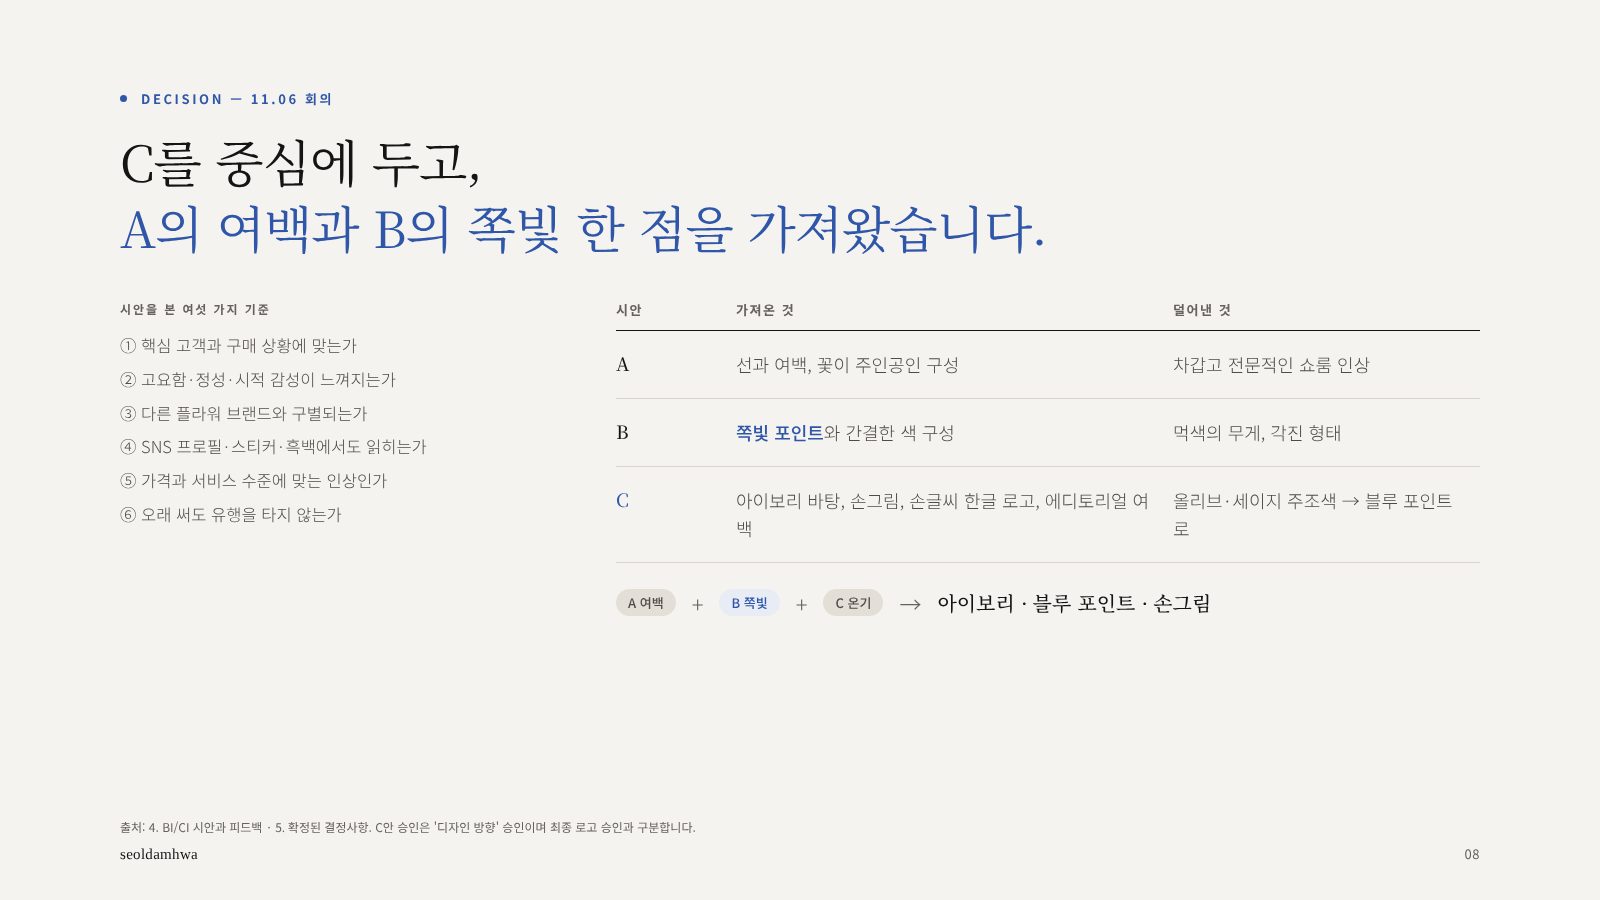 DECISION — 11.06 회의
C를 중심에 두고,
A의 여백과 B의 쪽빛 한 점을 가져왔습니다.
시안을 본 여섯 가지 기준
① 핵심 고객과 구매 상황에 맞는가
② 고요함·정성·시적 감성이 느껴지는가
③ 다른 플라워 브랜드와 구별되는가
④ SNS 프로필·스티커·흑백에서도 읽히는가
⑤ 가격과 서비스 수준에 맞는 인상인가
⑥ 오래 써도 유행을 타지 않는가
시안 가져온 것 덜어낸 것
A 선과 여백, 꽃이 주인공인 구성 차갑고 전문적인 쇼룸 인상
B 쪽빛 포인트와 간결한 색 구성 먹색의 무게, 각진 형태
C 아이보리 바탕, 손그림, 손글씨 한글 로고, 에디토리얼 여 올리브·세이지 주조색 → 블루 포인트
백 로
A 여백 + B 쪽빛 + C 온기 → 아이보리 · 블루 포인트 · 손그림
출처: 4. BI/CI 시안과 피드백 · 5. 확정된 결정사항. C안 승인은 '디자인 방향' 승인이며 최종 로고 승인과 구분합니다.
seoldamhwa 08